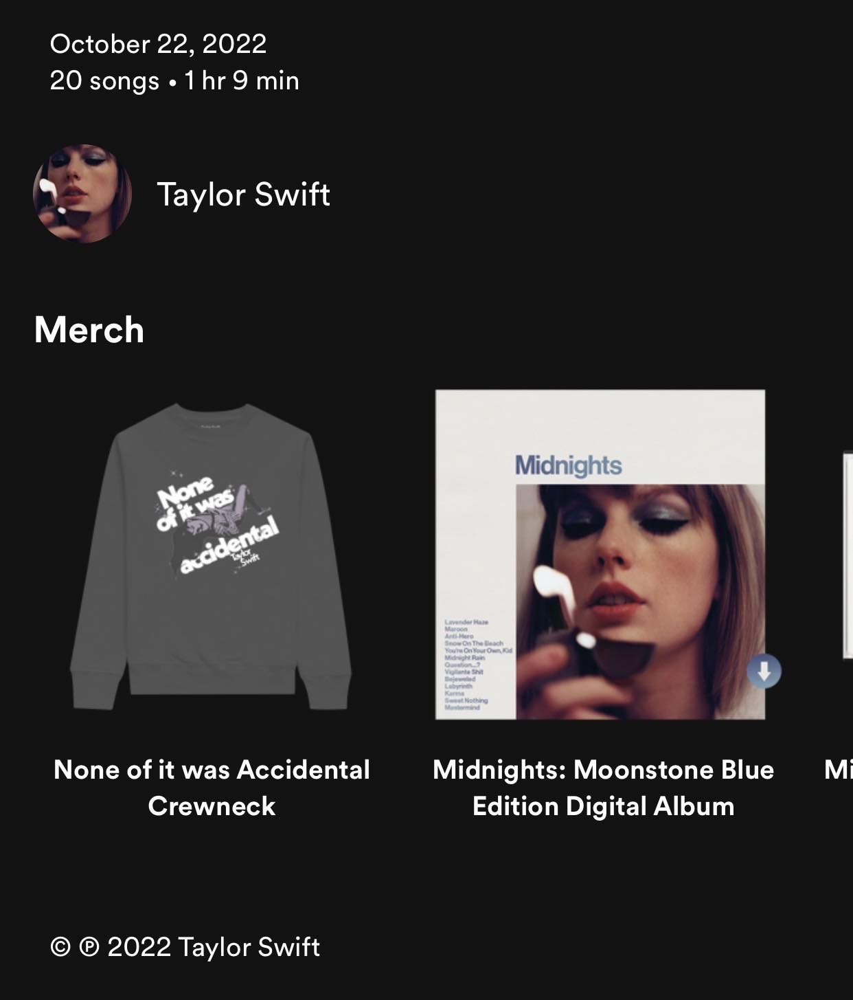 October 22, 2022
20 songs • 1 hr 9 min
Taylor Swift
Merch
None
of it was
accidental
Taylor
Swift
Midnights
Lavender Haze
Maroon
Anti-Hero
Snow On The Beach
You're On Your Own, Kid
Midnight Rain
Question...?
Vigilante Shit
Bejeweled
Labyrinth
Karma
Sweet Nothing
Mastermind
None of it was Accidental
Crewneck
Midnights: Moonstone Blue
Edition Digital Album
Mi
© ℗ 2022 Taylor Swift